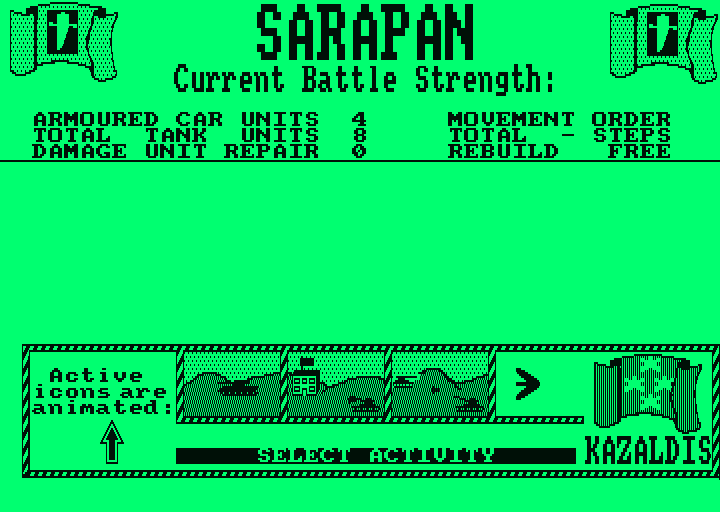 SARAPAN
Current Battle Strength:
ARMOURED CAR UNITS 4 MOVEMENT ORDER
TOTAL TANK UNITS 8 TOTAL - STEPS
DAMAGE UNIT REPAIR 0 REBUILD FREE
Active
icons are
animated:
SELECT ACTIVITY
KAZALDIS